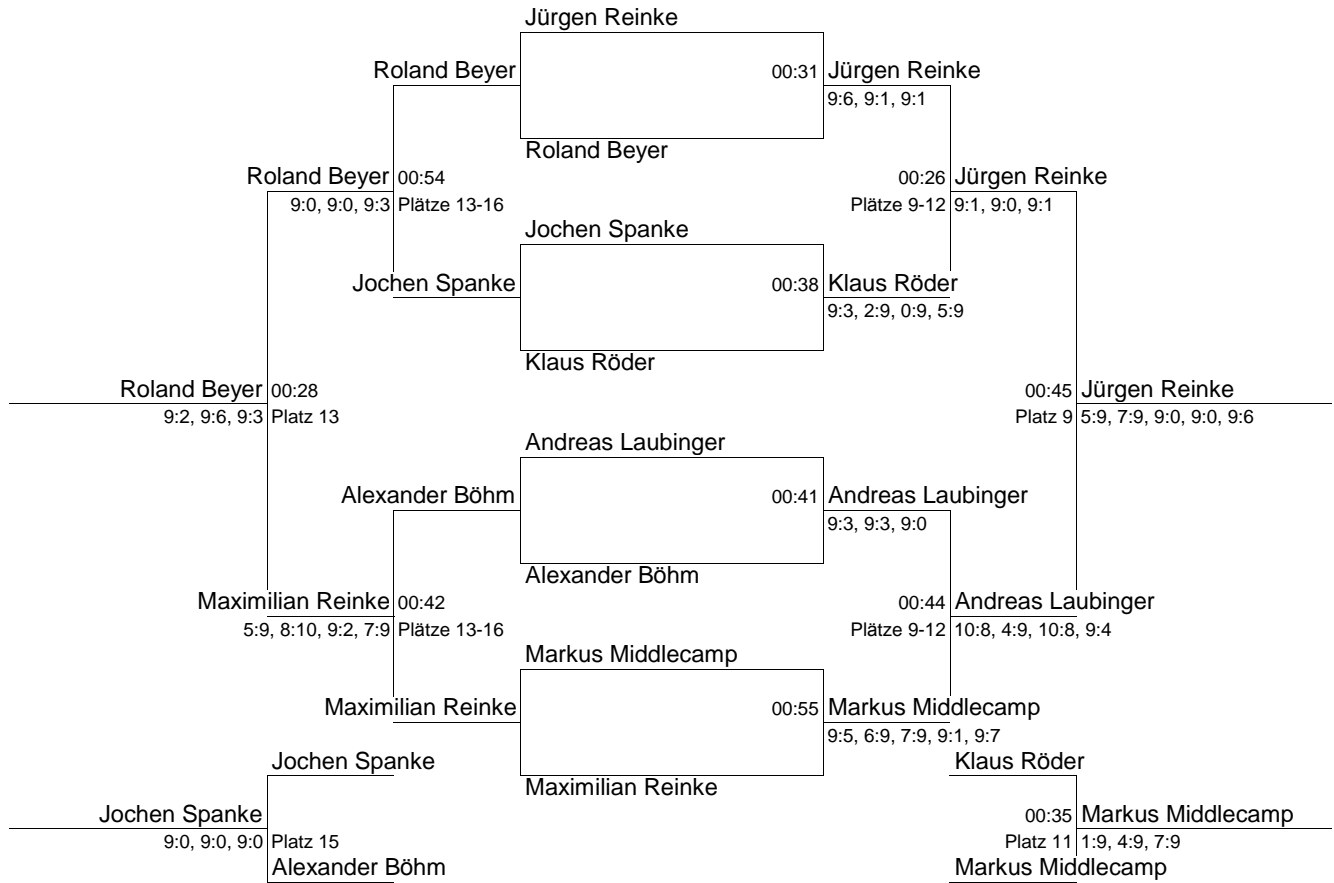 Jürgen Reinke
Roland Beyer 00:31 Jürgen Reinke
9:6, 9:1, 9:1
Roland Beyer
Roland Beyer 00:54 00:26 Jürgen Reinke
9:0, 9:0, 9:3 Plätze 13-16 Plätze 9-12 9:1, 9:0, 9:1
Jochen Spanke
Jochen Spanke 00:38 Klaus Röder
9:3, 2:9, 0:9, 5:9
Klaus Röder
Roland Beyer 00:28 00:45 Jürgen Reinke
9:2, 9:6, 9:3 Platz 13 Platz 9 5:9, 7:9, 9:0, 9:0, 9:6
Andreas Laubinger
Alexander Böhm 00:41 Andreas Laubinger
9:3, 9:3, 9:0
Alexander Böhm
Maximilian Reinke 00:42 00:44 Andreas Laubinger
5:9, 8:10, 9:2, 7:9 Plätze 13-16 Plätze 9-12 10:8, 4:9, 10:8, 9:4
Markus Middlecamp
Maximilian Reinke 00:55 Markus Middlecamp
9:5, 6:9, 7:9, 9:1, 9:7
Jochen Spanke Klaus Röder
Maximilian Reinke
Jochen Spanke 00:35 Markus Middlecamp
9:0, 9:0, 9:0 Platz 15 Platz 11 1:9, 4:9, 7:9
Alexander Böhm Markus Middlecamp